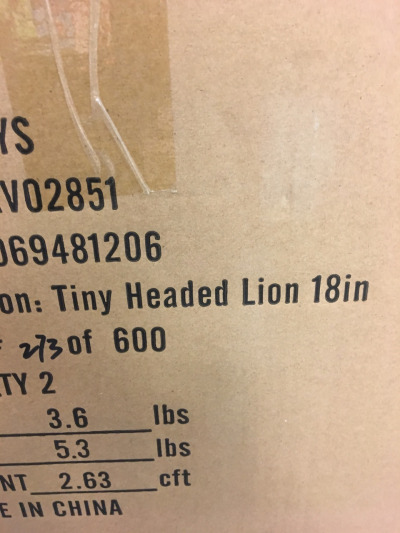 YS
V02851
069481206
on: Tiny Headed Lion 18in
273 of 600
TY 2
3.6 lbs
5.3 lbs
NT 2.63 cft
E IN CHINA